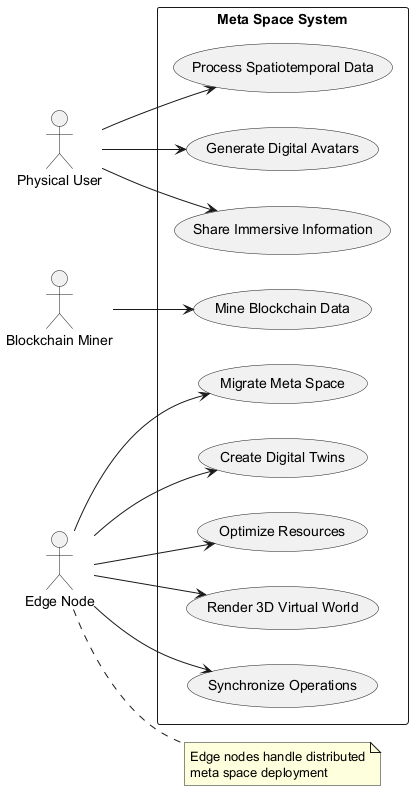 Meta Space System
Process Spatiotemporal Data
Generate Digital Avatars
Physical User
Share Immersive Information
Mine Blockchain Data
Blockchain Miner
Migrate Meta Space
Create Digital Twins
Optimize Resources
Edge Node
Render 3D Virtual World
Synchronize Operations
Edge nodes handle distributed
meta space deployment